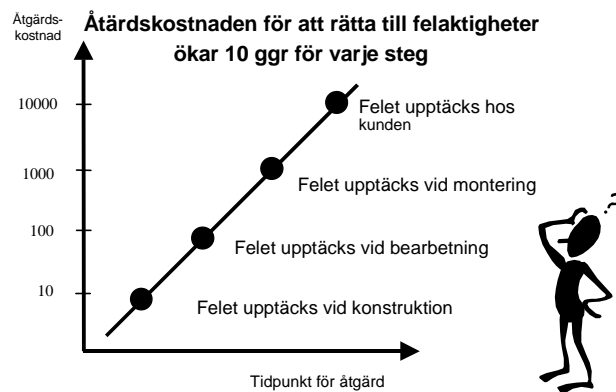 Åtgärds-
kostnad
Åtärdskostnaden för att rätta till felaktigheter
ökar 10 ggr för varje steg
10000
Felet upptäcks hos
kunden
1000
Felet upptäcks vid montering
100
Felet upptäcks vid bearbetning
10
Felet upptäcks vid konstruktion
Tidpunkt för åtgärd